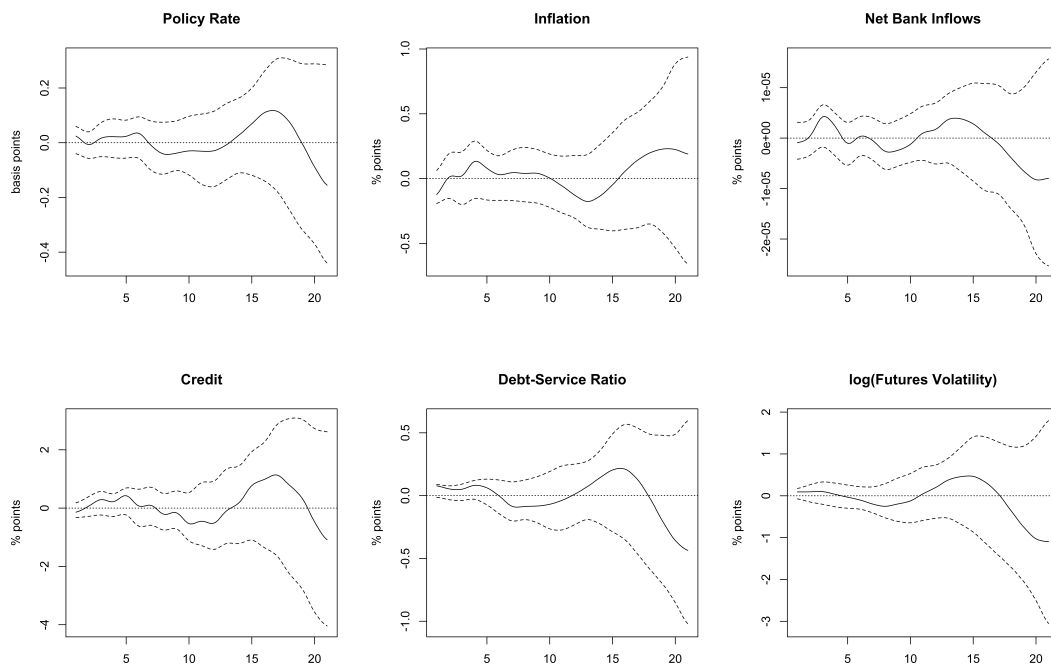 Policy Rate
basis points
0.2
0.0
-0.2
-0.4
5
10
15
20
Inflation
% points
1.0
0.5
0.0
-0.5
5
10
15
20
Net Bank Inflows
% points
1e-05
0e+00
-1e-05
-2e-05
5
10
15
20
Credit
% points
2
0
-2
-4
5
10
15
20
Debt-Service Ratio
% points
0.5
0.0
-0.5
-1.0
5
10
15
20
log(Futures Volatility)
% points
2
1
0
-1
-2
-3
5
10
15
20